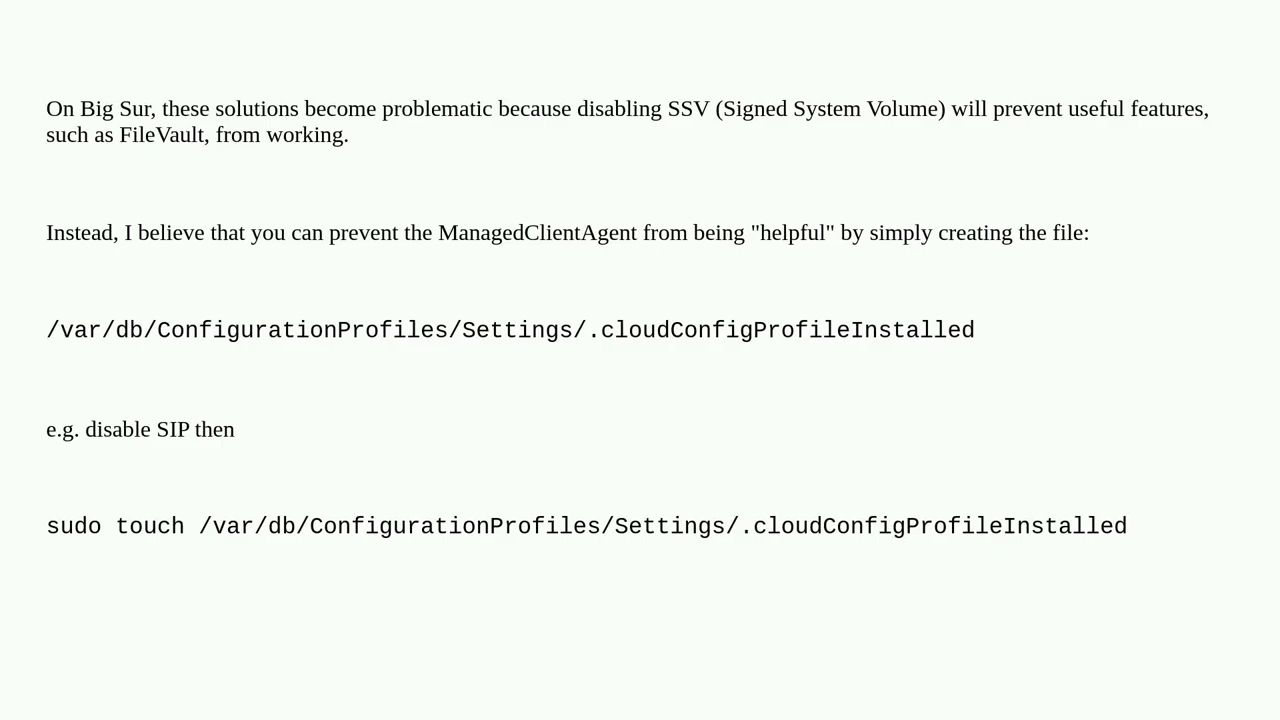 On Big Sur, these solutions become problematic because disabling SSV (Signed System Volume) will prevent useful features,
such as FileVault, from working.
Instead, I believe that you can prevent the ManagedClientAgent from being "helpful" by simply creating the file:
/var/db/ConfigurationProfiles/Settings/.cloudConfigProfileInstalled
e.g. disable SIP then
sudo touch /var/db/ConfigurationProfiles/Settings/.cloudConfigProfileInstalled